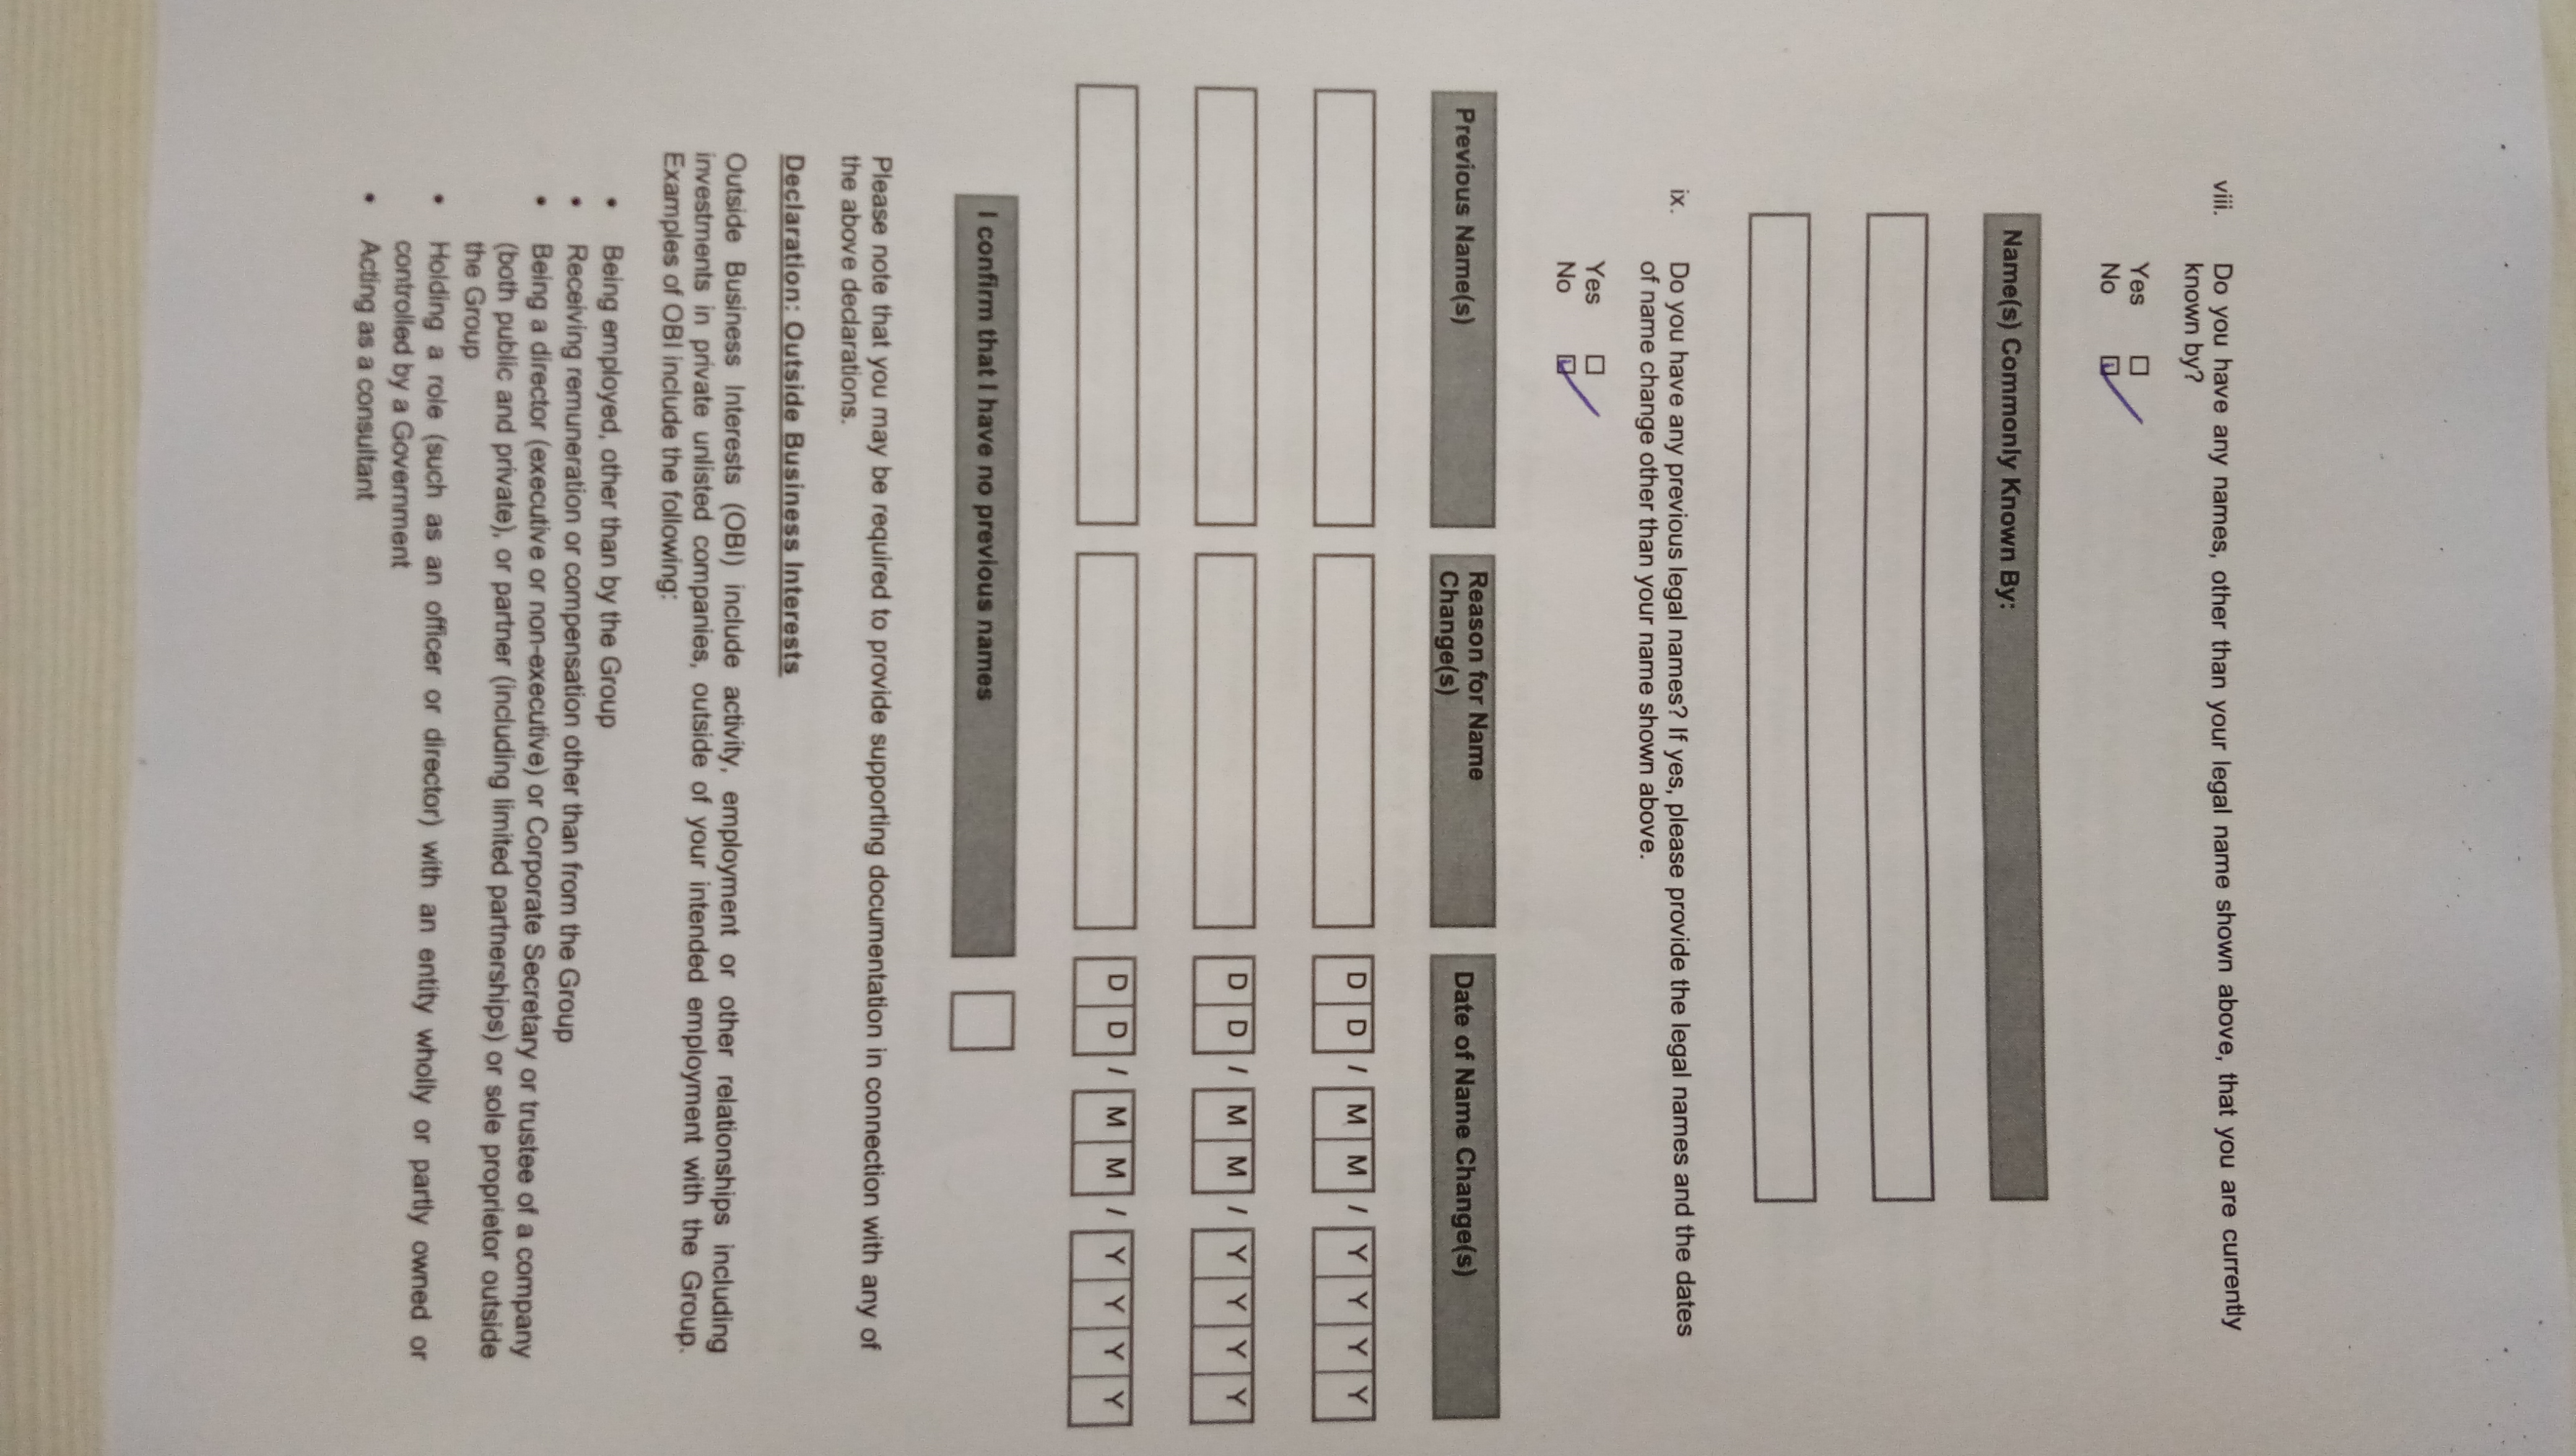 viii. Do you have any names, other than your legal name shown above, that you are currently
known by?
Yes ☐
No ☑
Name(s) Commonly Known By:
ix. Do you have any previous legal names? If yes, please provide the legal names and the dates
of name change other than your name shown above.
Yes ☐
No ☑
Previous Name(s) Reason for Name Change(s) Date of Name Change(s)
D D / M M / Y Y Y Y
D D / M M / Y Y Y Y
D D / M M / Y Y Y Y
I confirm that I have no previous names ☐
Please note that you may be required to provide supporting documentation in connection with any of
the above declarations.
Declaration: Outside Business Interests
Outside Business Interests (OBI) include activity, employment or other relationships including
investments in private unlisted companies, outside of your intended employment with the Group.
Examples of OBI include the following:
• Being employed, other than by the Group
• Receiving remuneration or compensation other than from the Group
• Being a director (executive or non-executive) or Corporate Secretary or trustee of a company
(both public and private), or partner (including limited partnerships) or sole proprietor outside
the Group
• Holding a role (such as an officer or director) with an entity wholly or partly owned or
controlled by a Government
• Acting as a consultant